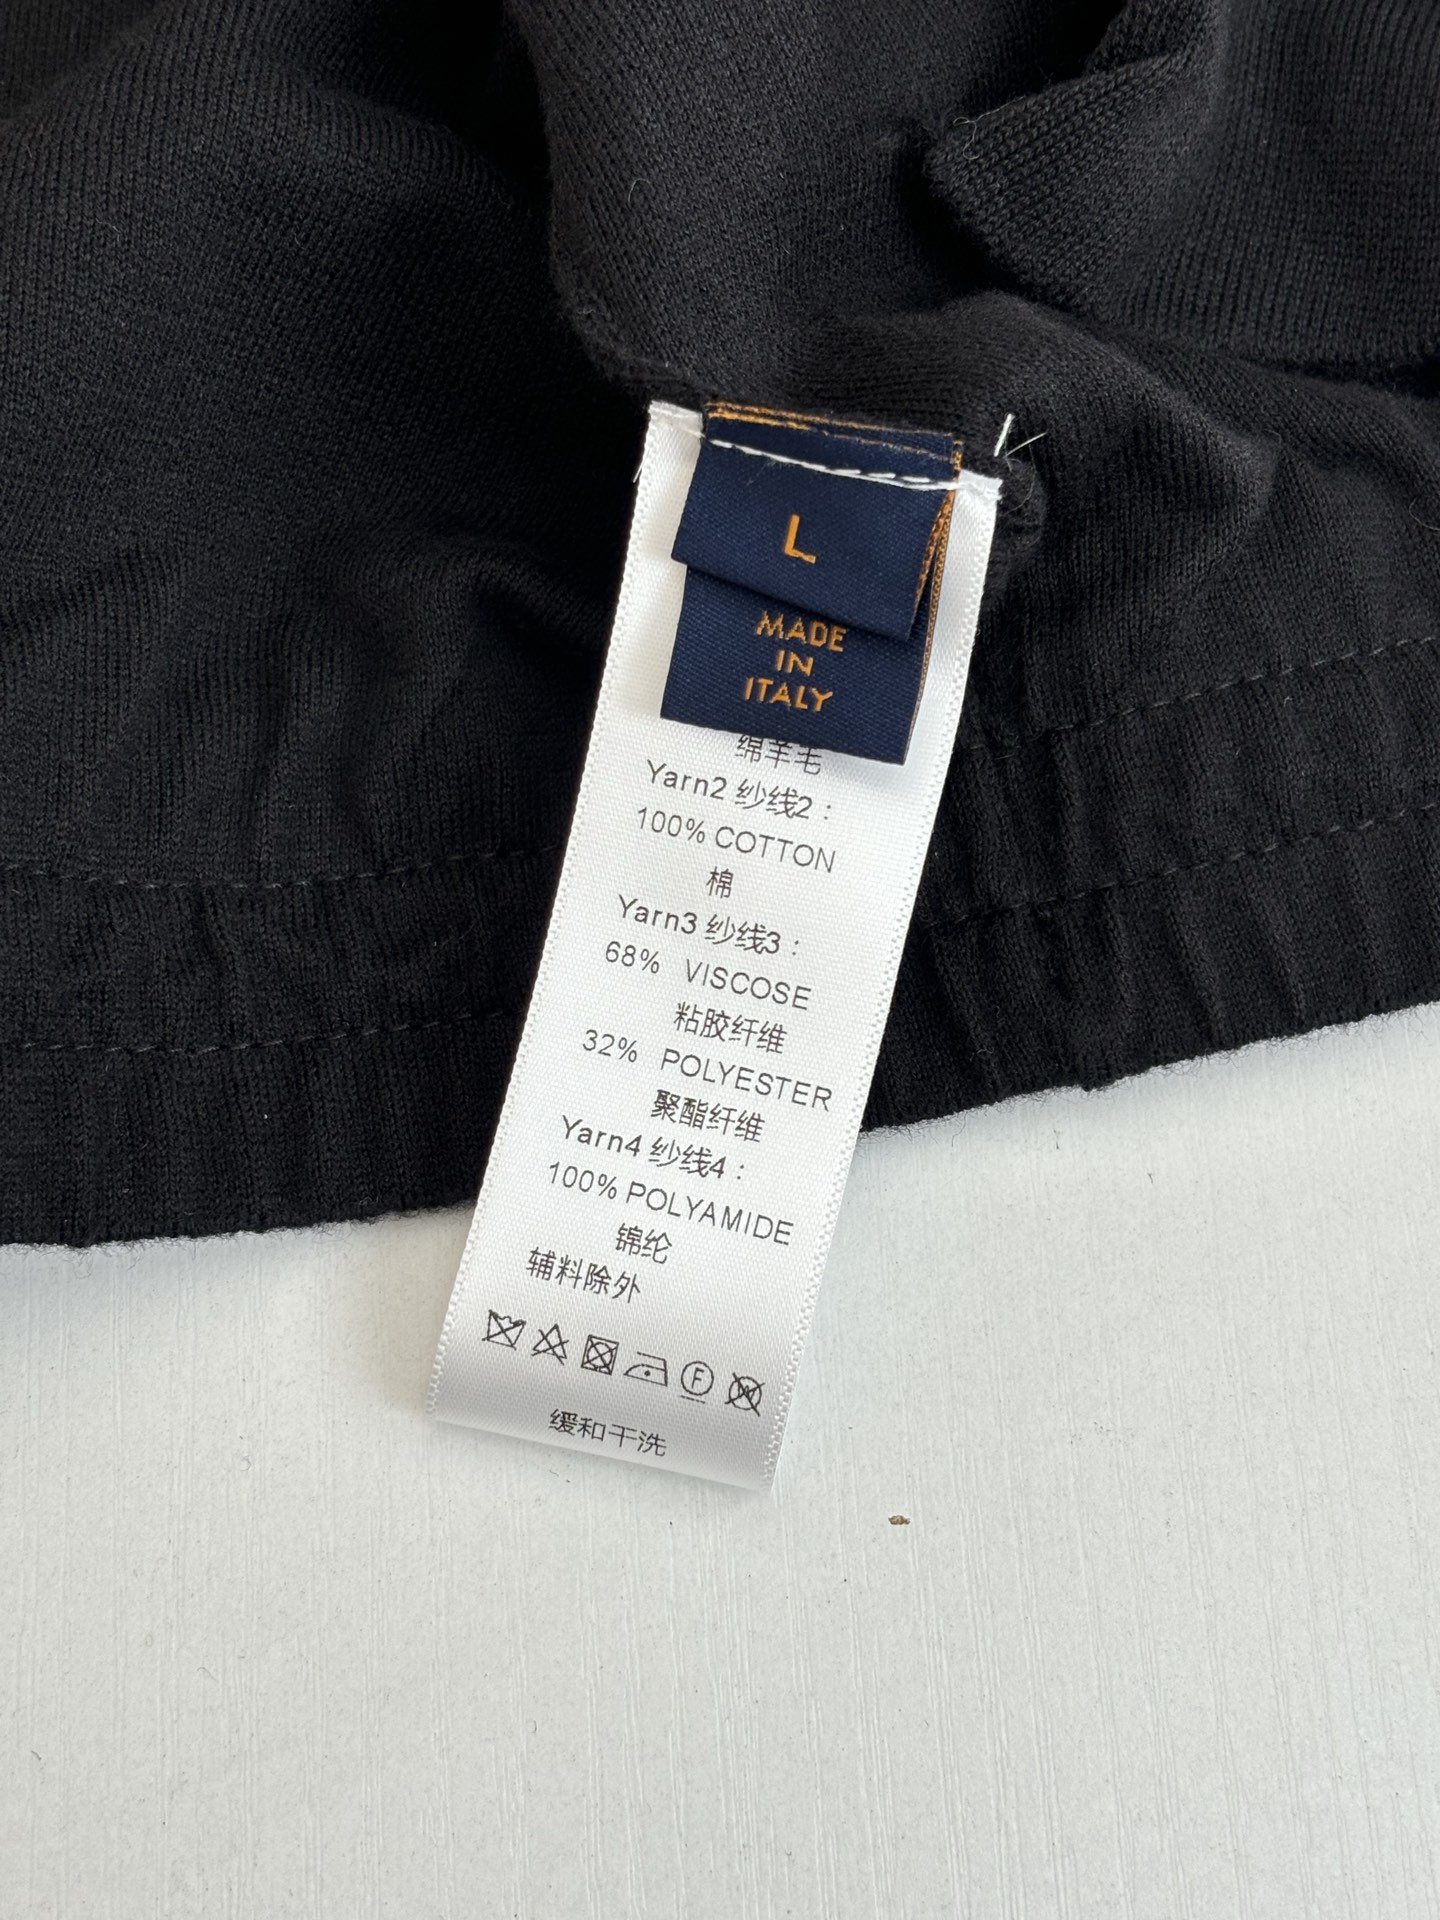 L
MADE
IN
ITALY
绵羊毛
Yarn2 纱线2:
100% COTTON
棉
Yarn3 纱线3:
68% VISCOSE
粘胶纤维
32% POLYESTER
聚酯纤维
Yarn4 纱线4:
100% POLYAMIDE
锦纶
辅料除外
F
W
缓和干洗